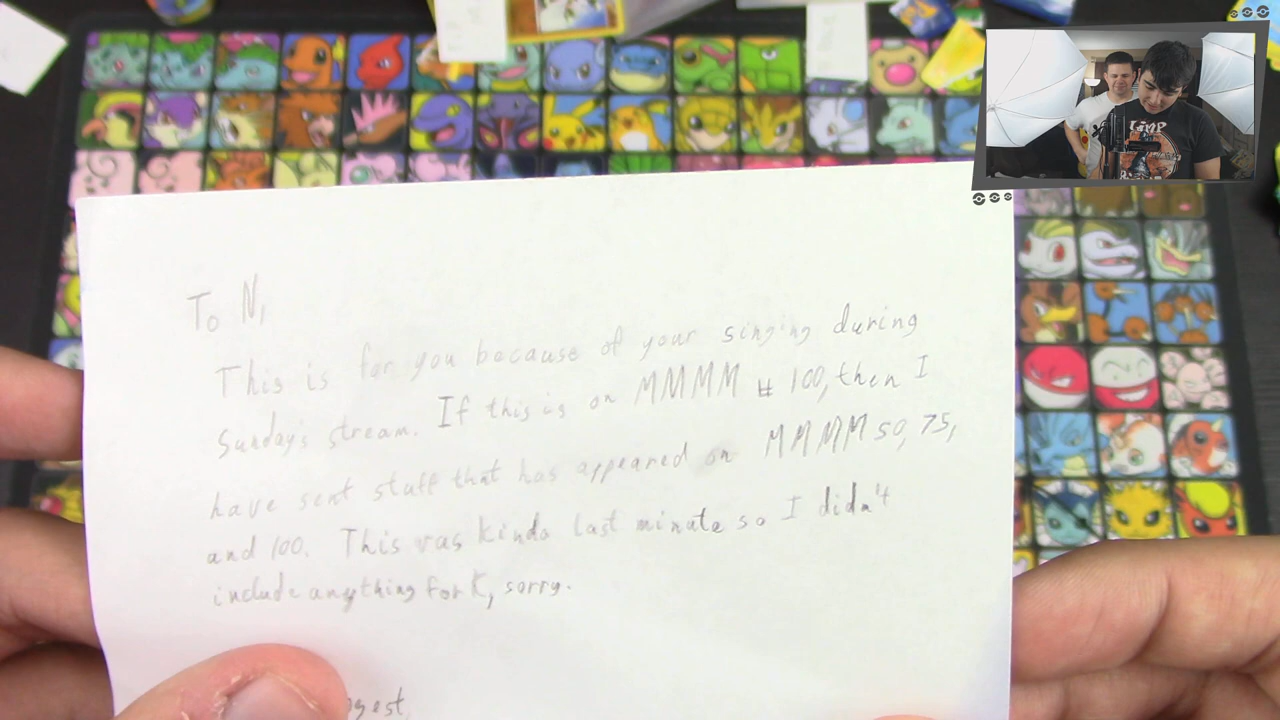 To N,
This is for you because of your singing during
Sunday's stream. If this is on MMMM # 100, then I
have sent stuff that has appeared on MMMM 50, 75,
and 100. This was kinda last minute so I didn't
include anything for K, sorry.
LIMP